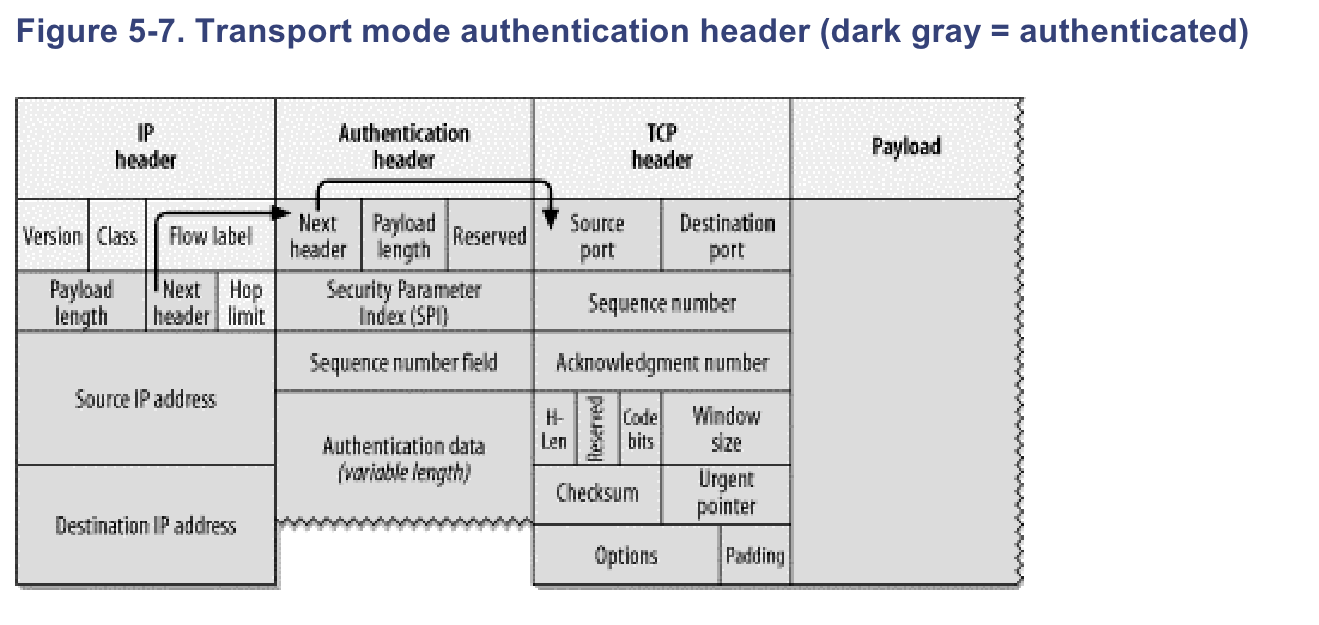 Figure 5-7. Transport mode authentication header (dark gray = authenticated)
IP
header
Authentication
header
TCP
header
Payload
Version
Class
Flow label
Next
header
Payload
length
Reserved
Source
port
Destination
port
Payload
length
Next
header
Hop
limit
Security Parameter
Index (SPI)
Sequence number
Source IP address
Sequence number field
Acknowledgment number
Authentication data
(variable length)
H-
Len
Reserved
Code
bits
Window
size
Destination IP address
Checksum
Urgent
pointer
Options
Padding